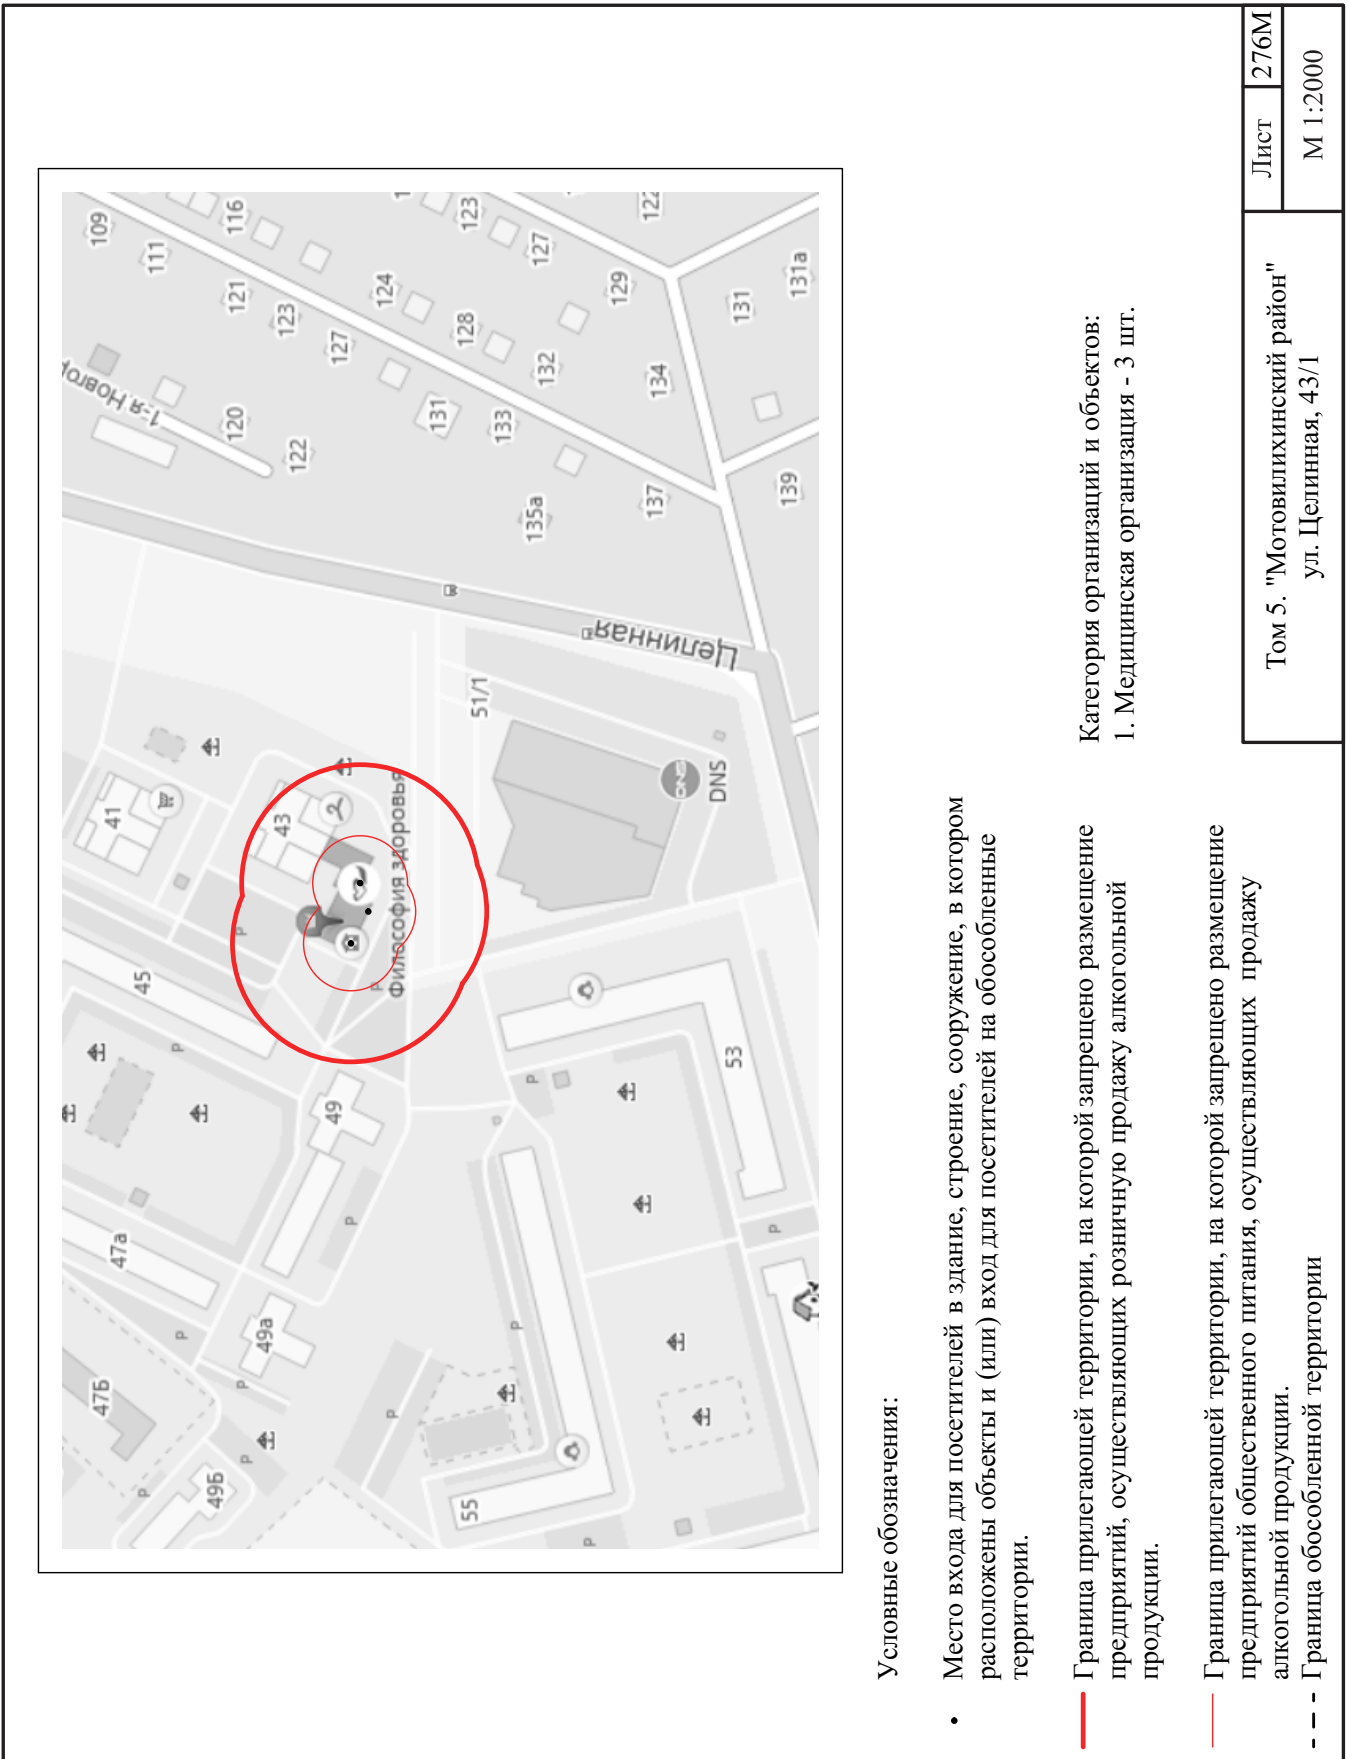 109
111
116
121
123
124
127
128
131
132
133
134
120
122
1-я Новгор
135а
137
139
123
127
129
122
131
131а
Целинная
51/1
41
43
Философия здоровья
DNS
DNS
45
49
47а
49а
47Б
49Б
53
55
P
P
P
P
P
P
P
P
P
P
P
P
P
P
Условные обозначения:
Место входа для посетителей в здание, строение, сооружение, в котором
расположены объекты и (или) вход для посетителей на обособленные
территории.
Граница прилегающей территории, на которой запрещено размещение
предприятий, осуществляющих розничную продажу алкогольной
продукции.
Граница прилегающей территории, на которой запрещено размещение
предприятий общественного питания, осуществляющих продажу
алкогольной продукции.
Граница обособленной территории
Категория организаций и объектов:
1. Медицинская организация - 3 шт.
Том 5. "Мотовилихинский район"
ул. Целинная, 43/1
Лист 276М
М 1:2000